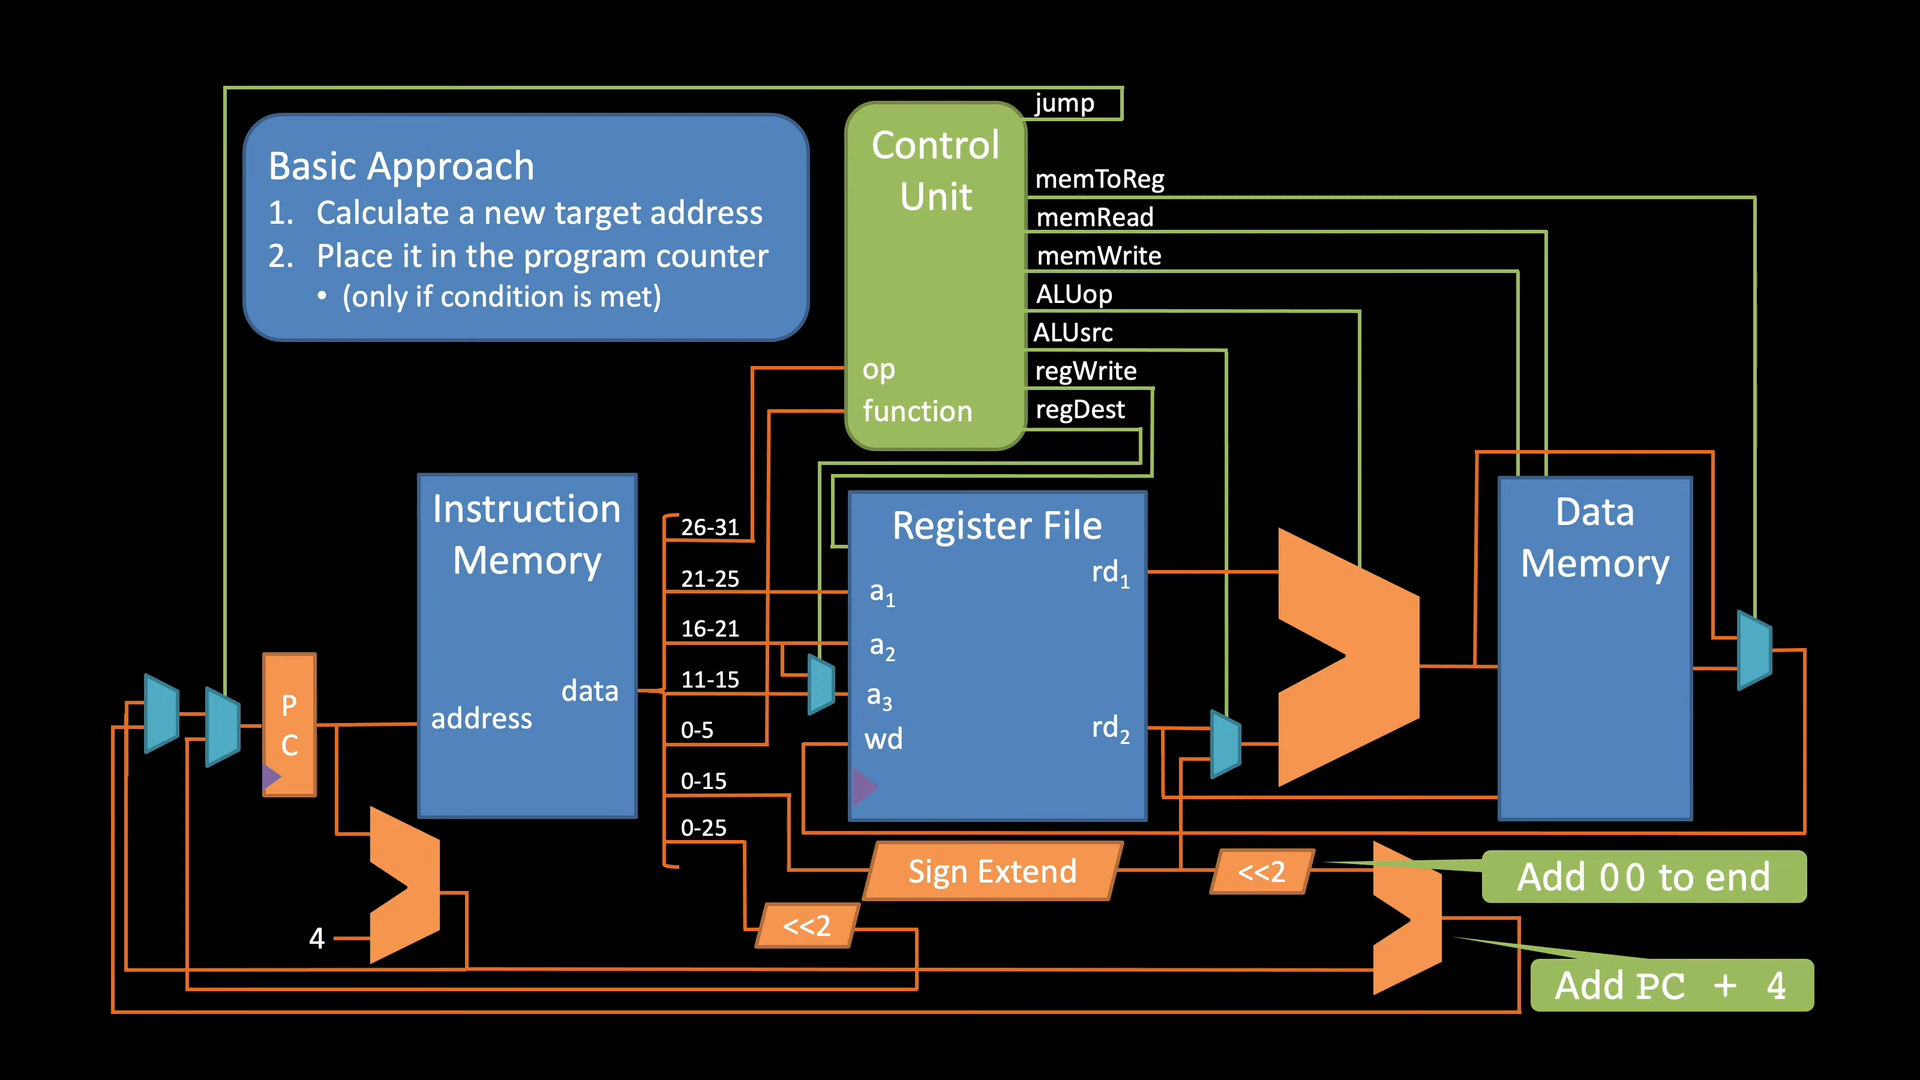 jump
Control
Unit
Basic Approach
1. Calculate a new target address
2. Place it in the program counter
• (only if condition is met)
memToReg
memRead
memWrite
ALUop
ALUsrc
regWrite
regDest
op
function
Instruction
Memory
address
data
26-31
21-25
16-21
11-15
0-5
0-15
0-25
Register File
a1
a2
a3
wd
rd1
rd2
Data
Memory
P
C
4
Sign Extend
<<2
<<2
Add 00 to end
Add PC + 4